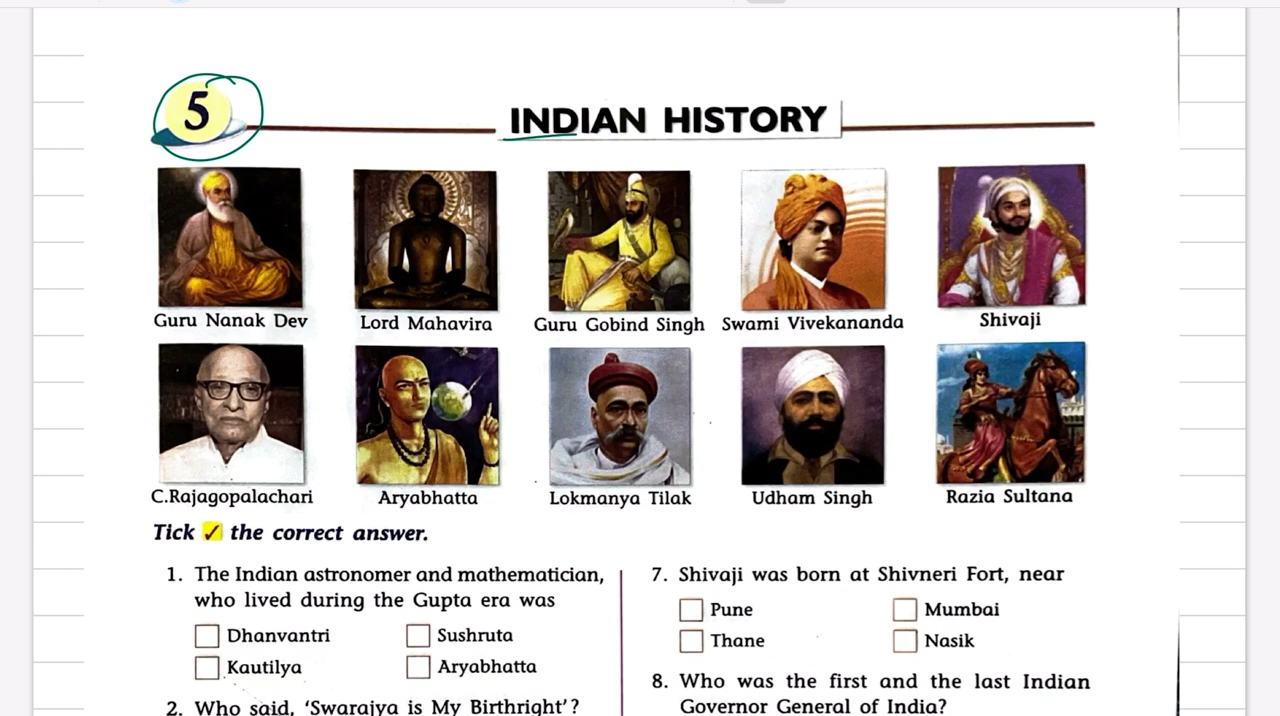 5
INDIAN HISTORY
Guru Nanak Dev Lord Mahavira Guru Gobind Singh Swami Vivekananda Shivaji
C.Rajagopalachari Aryabhatta Lokmanya Tilak Udham Singh Razia Sultana
Tick ✓ the correct answer.
1. The Indian astronomer and mathematician,
who lived during the Gupta era was
Dhanvantri Sushruta
Kautilya Aryabhatta
2. Who said, 'Swarajya is My Birthright'?
7. Shivaji was born at Shivneri Fort, near
Pune Mumbai
Thane Nasik
8. Who was the first and the last Indian
Governor General of India?